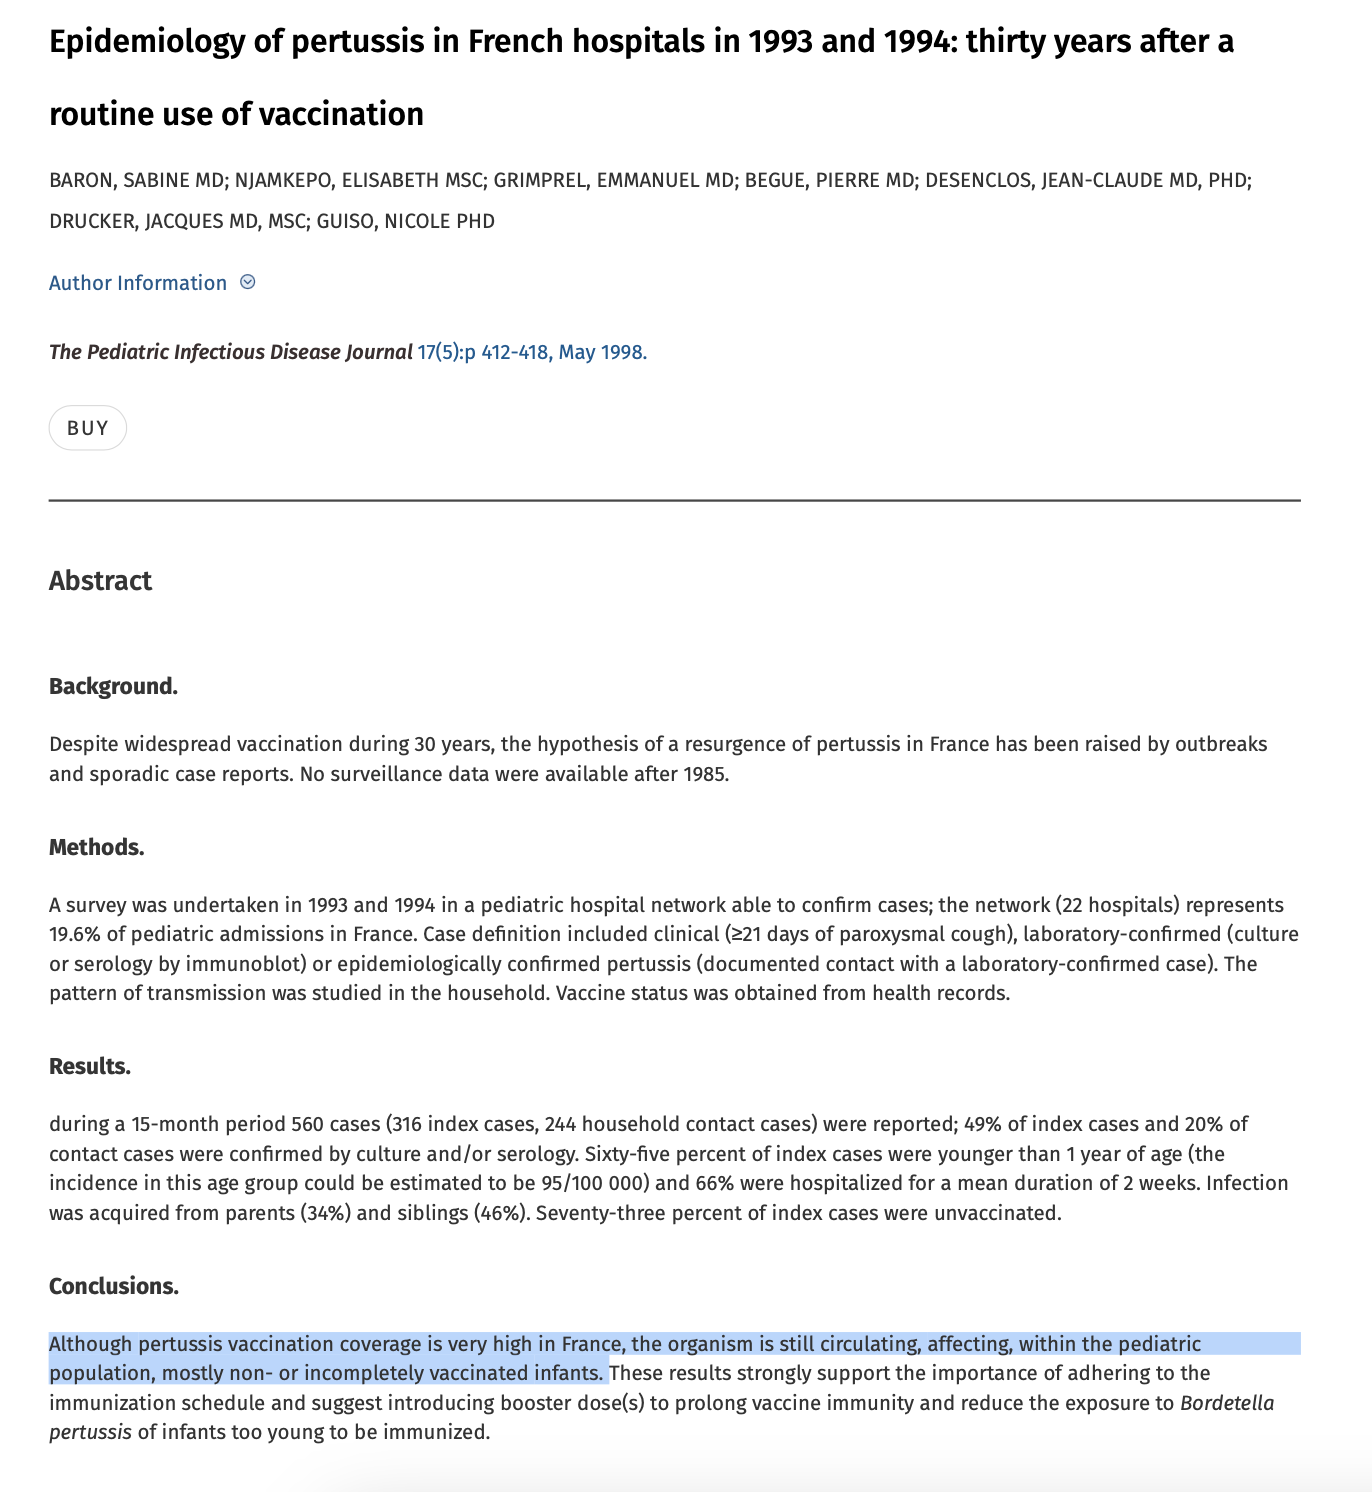 Epidemiology of pertussis in French hospitals in 1993 and 1994: thirty years after a
routine use of vaccination
BARON, SABINE MD; NJAMKEPO, ELISABETH MSC; GRIMPREL, EMMANUEL MD; BEGUE, PIERRE MD; DESENCLOS, JEAN-CLAUDE MD, PHD;
DRUCKER, JACQUES MD, MSC; GUISO, NICOLE PHD
Author Information
The Pediatric Infectious Disease Journal 17(5):p 412-418, May 1998.
BUY
Abstract
Background.
Despite widespread vaccination during 30 years, the hypothesis of a resurgence of pertussis in France has been raised by outbreaks
and sporadic case reports. No surveillance data were available after 1985.
Methods.
A survey was undertaken in 1993 and 1994 in a pediatric hospital network able to confirm cases; the network (22 hospitals) represents
19.6% of pediatric admissions in France. Case definition included clinical (≥21 days of paroxysmal cough), laboratory-confirmed (culture
or serology by immunoblot) or epidemiologically confirmed pertussis (documented contact with a laboratory-confirmed case). The
pattern of transmission was studied in the household. Vaccine status was obtained from health records.
Results.
during a 15-month period 560 cases (316 index cases, 244 household contact cases) were reported; 49% of index cases and 20% of
contact cases were confirmed by culture and/or serology. Sixty-five percent of index cases were younger than 1 year of age (the
incidence in this age group could be estimated to be 95/100 000) and 66% were hospitalized for a mean duration of 2 weeks. Infection
was acquired from parents (34%) and siblings (46%). Seventy-three percent of index cases were unvaccinated.
Conclusions.
Although pertussis vaccination coverage is very high in France, the organism is still circulating, affecting, within the pediatric
population, mostly non- or incompletely vaccinated infants. These results strongly support the importance of adhering to the
immunization schedule and suggest introducing booster dose(s) to prolong vaccine immunity and reduce the exposure to Bordetella
pertussis of infants too young to be immunized.